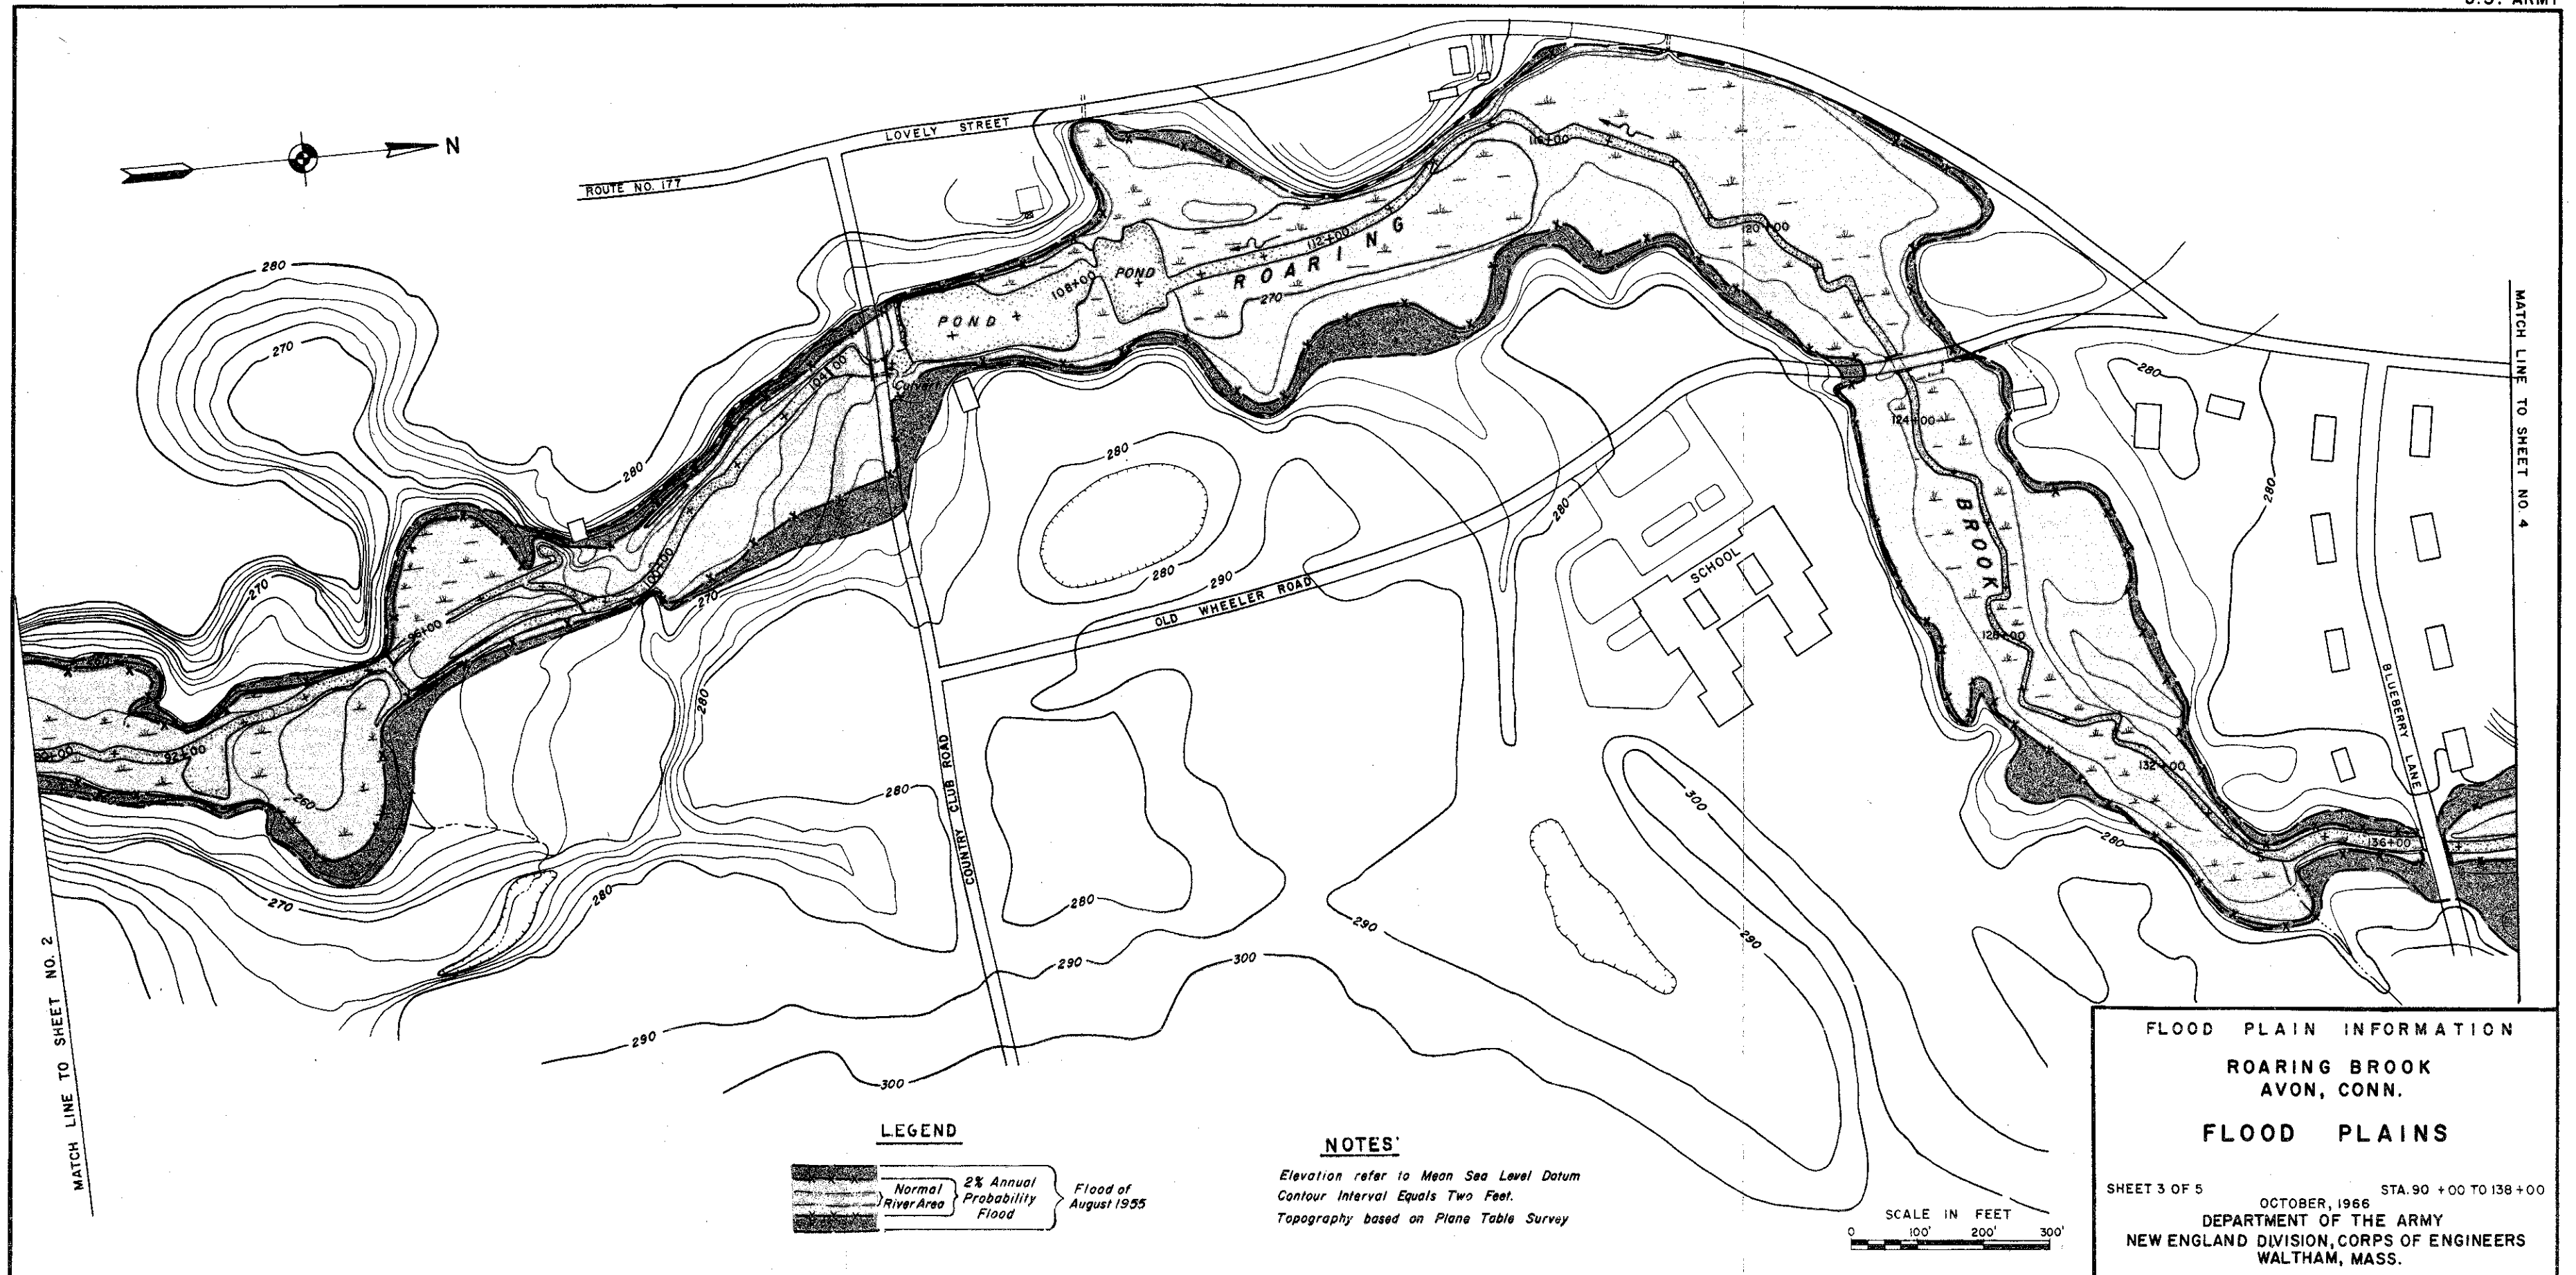 U.S. ARMY
N
ROUTE NO. 177
LOVELY STREET
280
270
280
270
POND
108+00
POND
112+00
ROARING
270
116+00
120+00
104+00
Culvert
100+00
270
96+00
92+00
90+00
260
270
280
280
280
280
280
290
OLD WHEELER ROAD
280
SCHOOL
124+00
BROOK
128+00
132+00
136+00
280
280
280
BLUEBERRY LANE
MATCH LINE TO SHEET NO. 4
COUNTRY CLUB ROAD
280
290
300
290
300
290
290
300
MATCH LINE TO SHEET NO. 2
LEGEND
Normal River Area
2% Annual Probability Flood
Flood of August 1955
NOTES'
Elevation refer to Mean Sea Level Datum
Contour Interval Equals Two Feet.
Topography based on Plane Table Survey
SCALE IN FEET
0 100' 200' 300'
FLOOD PLAIN INFORMATION
ROARING BROOK
AVON, CONN.
FLOOD PLAINS
SHEET 3 OF 5 STA. 90 +00 TO 138+00
OCTOBER, 1966
DEPARTMENT OF THE ARMY
NEW ENGLAND DIVISION, CORPS OF ENGINEERS
WALTHAM, MASS.